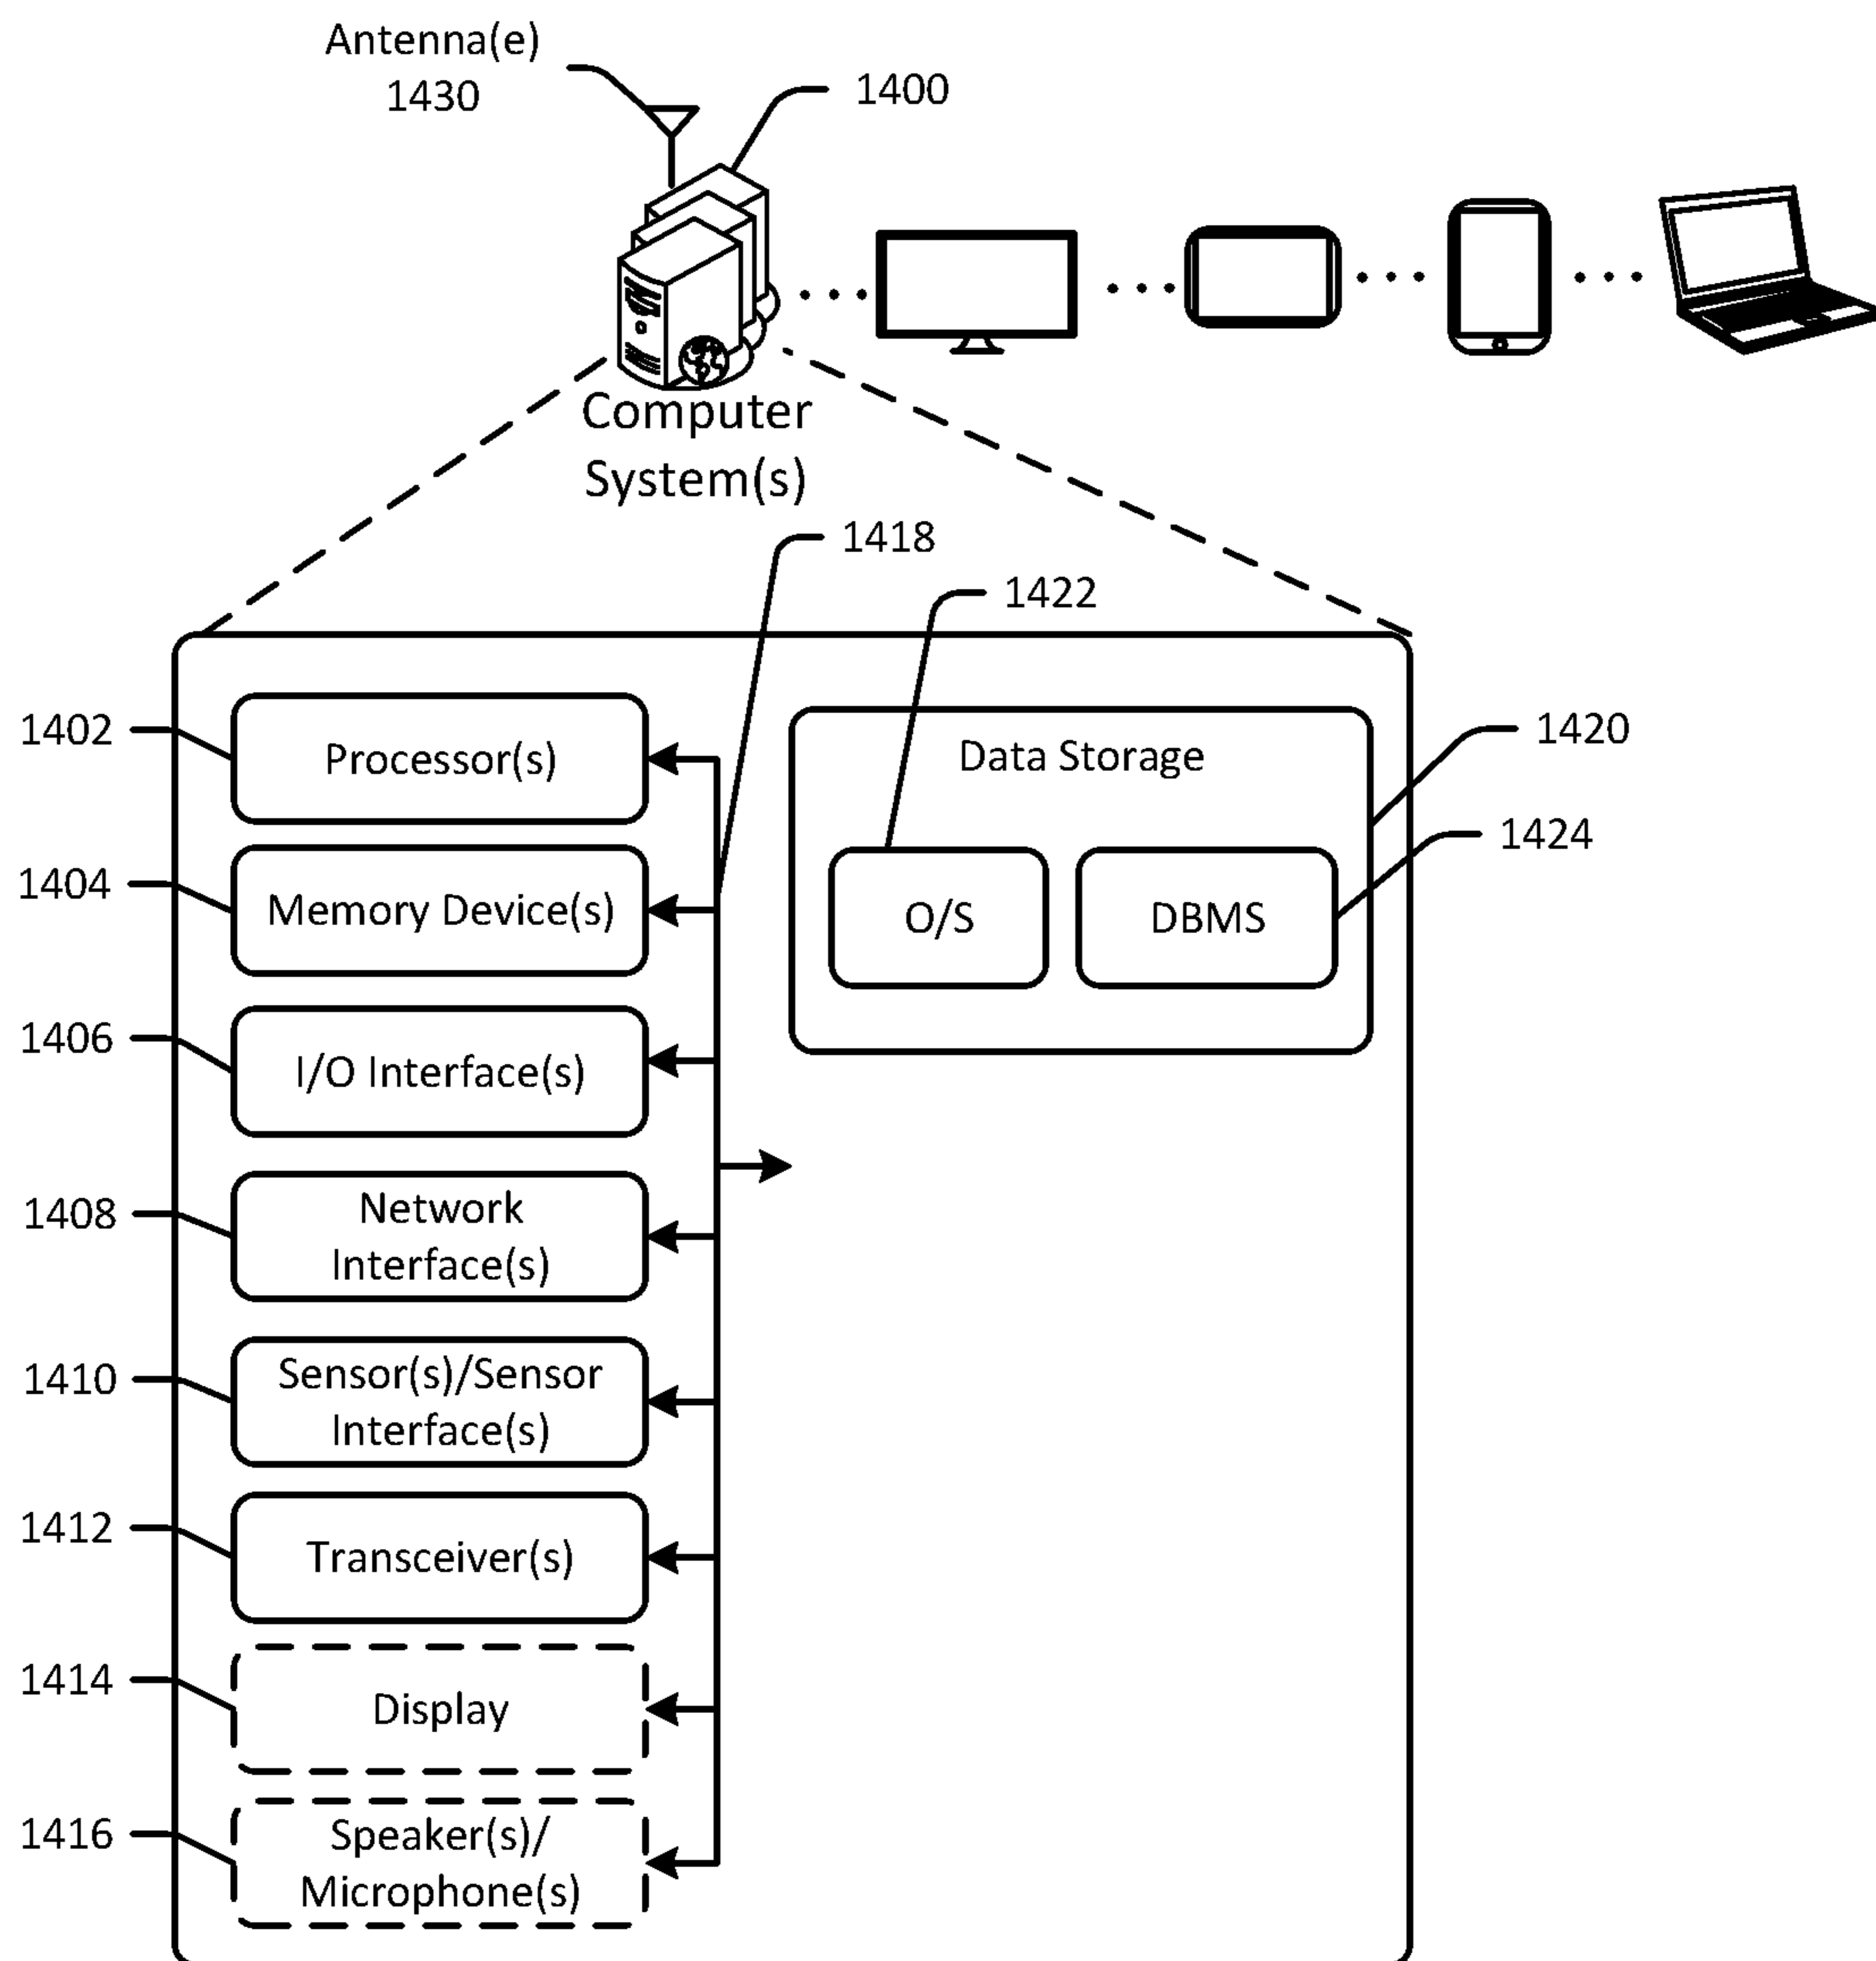 Antenna(e)
1430
1400
Computer
System(s)
1418
1422
1402
Processor(s)
Data Storage
1420
1424
1404
Memory Device(s)
O/S
DBMS
1406
I/O Interface(s)
1408
Network
Interface(s)
1410
Sensor(s)/Sensor
Interface(s)
1412
Transceiver(s)
1414
Display
1416
Speaker(s)/
Microphone(s)